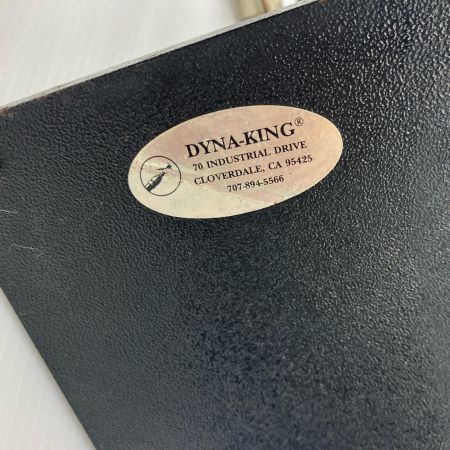 DYNA-KING®
70 INDUSTRIAL DRIVE
CLOVERDALE, CA 95425
707-894-5566